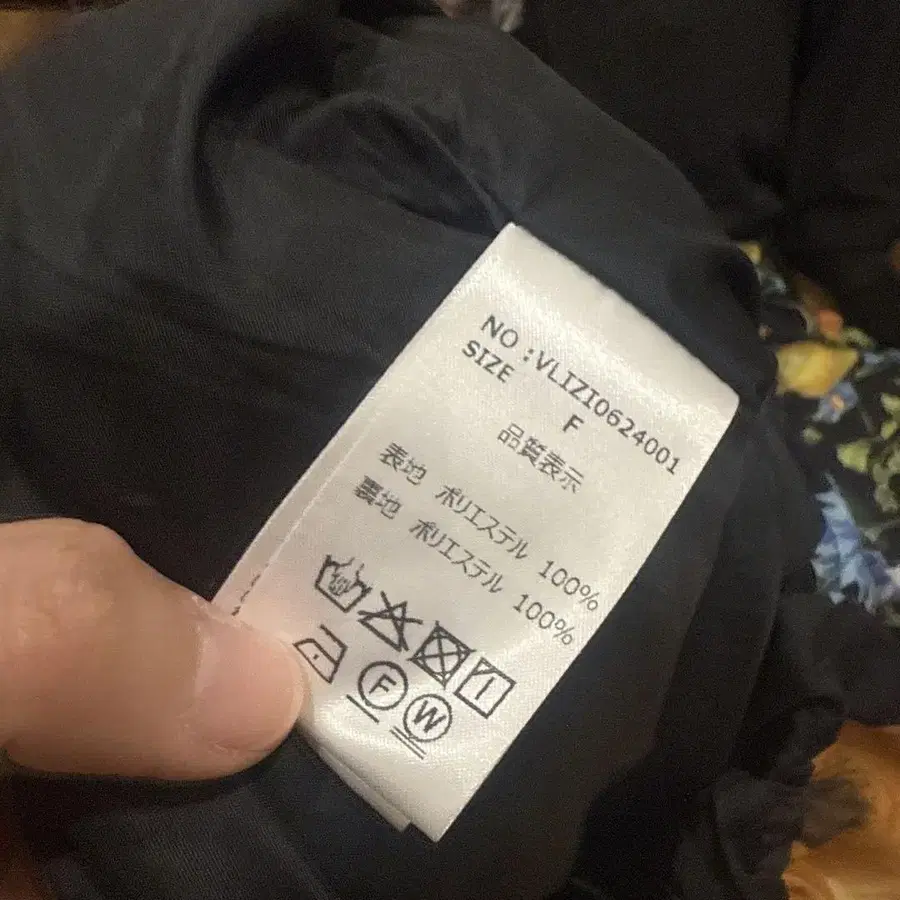 NO :VLIZI0624001
SIZE F
品質表示
表地 ポリエステル 100%
裏地 ポリエステル 100%
F W